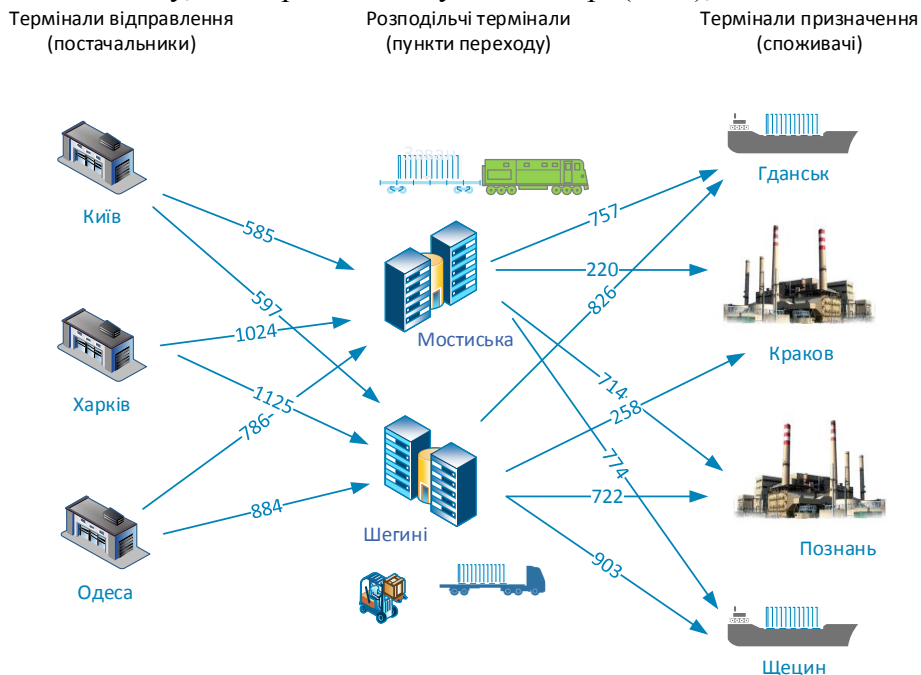 Термінали відправлення
(постачальники)
Розподільчі термінали
(пункти переходу)
Термінали призначення
(споживачі)
Київ
Харків
Одеса
Мостиська
Шегині
Гданськ
Краков
Познань
Щецин
585
597
1024
1125
786
884
757
220
826
714
258
774
722
903